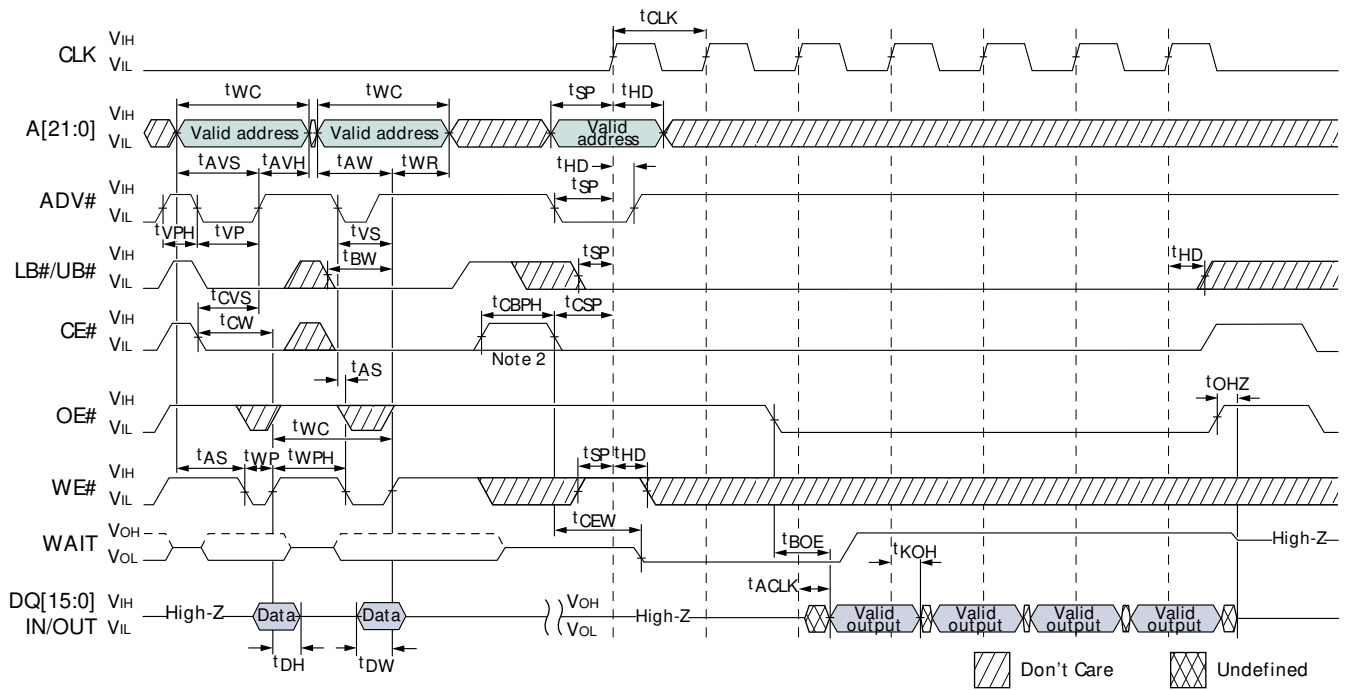 tCLK
CLK VIH
VIL
tWC tWC tSP tHD
A[21:0] VIH
VIL
Valid address Valid address Valid address
tAVS tAVH tAW tWR tHD
tSP
ADV# VIH
VIL
tVPH tVP tVS
LB#/UB# VIH
VIL
tBW tSP tHD
tCVS tCBPH tCSP
CE# VIH
VIL
tCW
Note 2
tAS
OE# VIH
VIL
tOHZ
tWC
tAS tWP tWPH tSP tHD
WE# VIH
VIL
tCEW
WAIT VOH
VOL
tBOE tKOH High-Z
tACLK
DQ[15:0] VIH
IN/OUT VIL
High-Z Data Data VOH
VOL
High-Z Valid output Valid output Valid output Valid output
tDH tDW
Don't Care Undefined